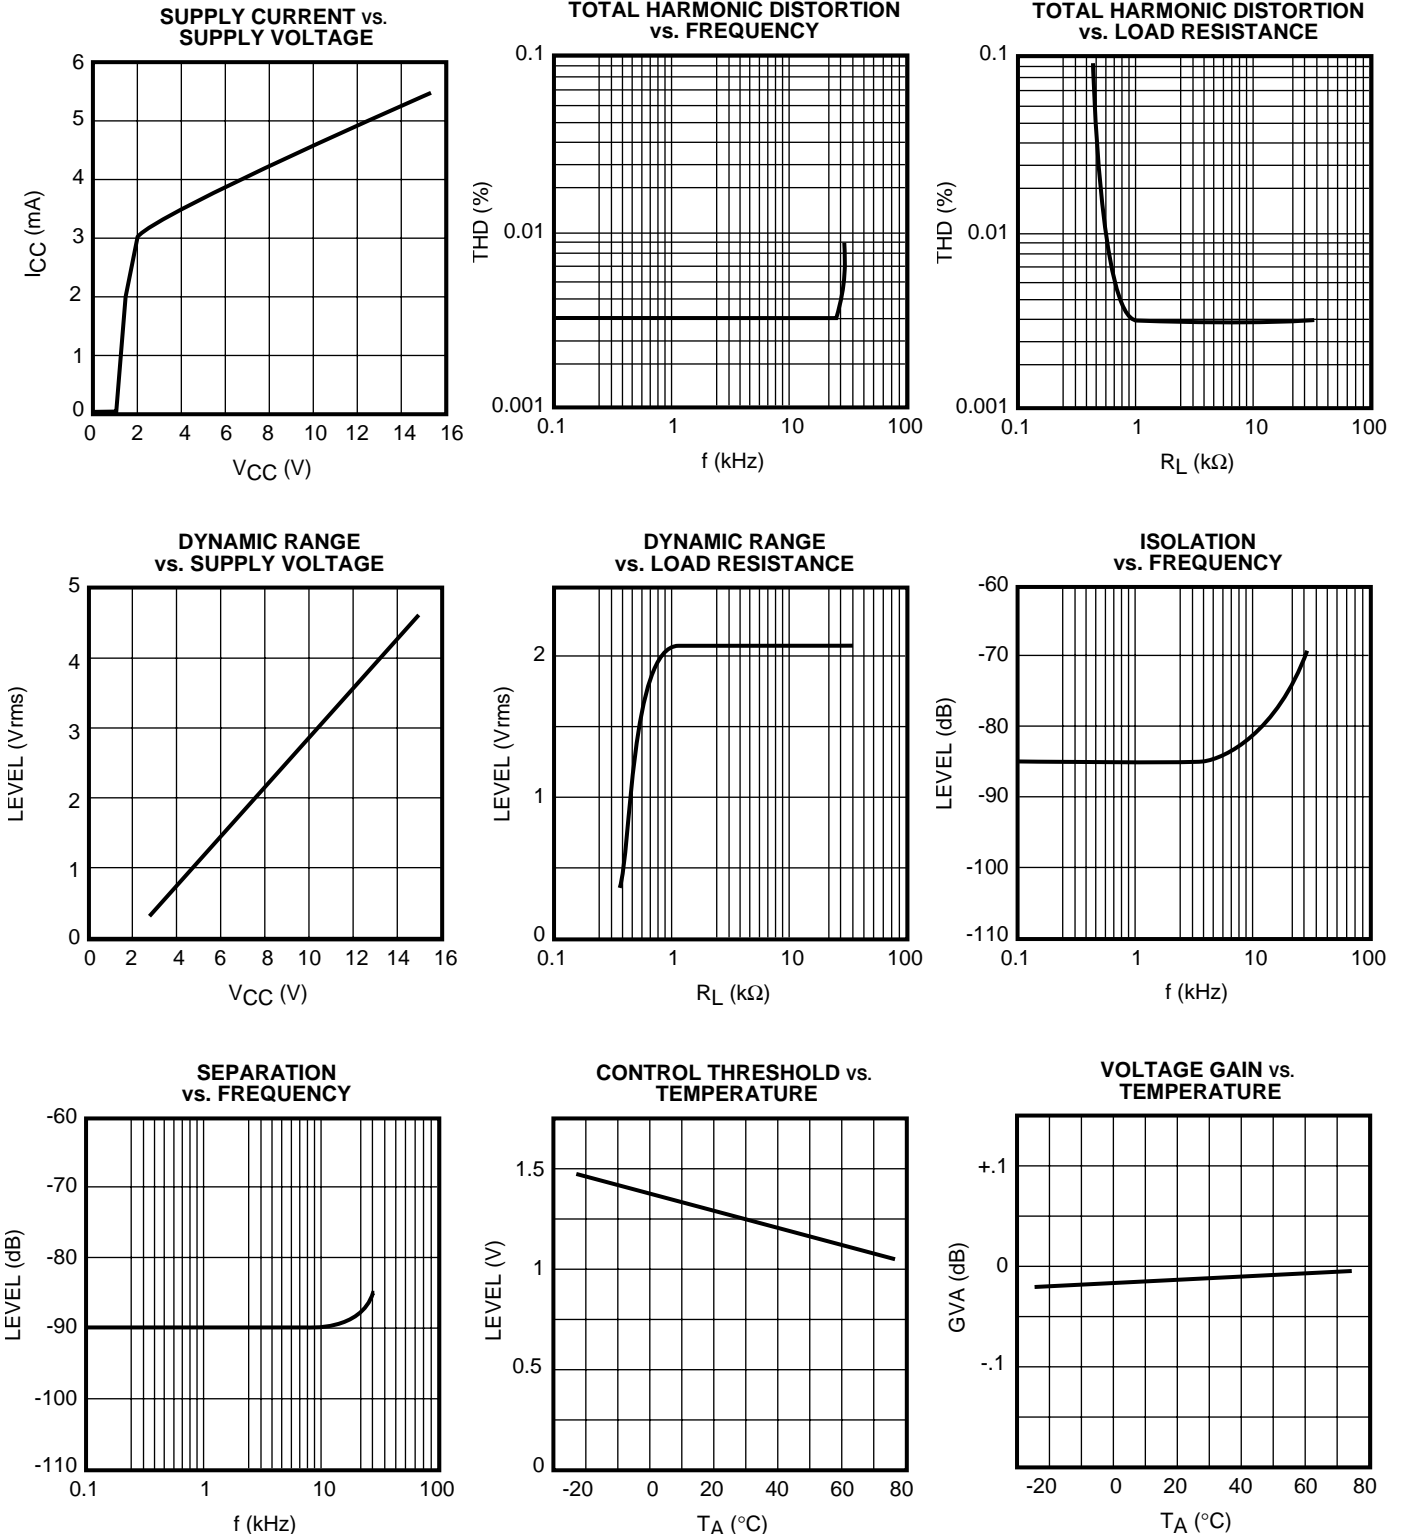 SUPPLY CURRENT vs.
SUPPLY VOLTAGE
6
5
4
3
2
1
0
ICC (mA)
0 2 4 6 8 10 12 14 16
VCC (V)
TOTAL HARMONIC DISTORTION
vs. FREQUENCY
0.1
0.01
0.001
THD (%)
0.1 1 10 100
f (kHz)
TOTAL HARMONIC DISTORTION
vs. LOAD RESISTANCE
0.1
0.01
0.001
THD (%)
0.1 1 10 100
RL (kΩ)
DYNAMIC RANGE
vs. SUPPLY VOLTAGE
5
4
3
2
1
0
LEVEL (Vrms)
0 2 4 6 8 10 12 14 16
VCC (V)
DYNAMIC RANGE
vs. LOAD RESISTANCE
2
1
0
LEVEL (Vrms)
0.1 1 10 100
RL (kΩ)
ISOLATION
vs. FREQUENCY
-60
-70
-80
-90
-100
-110
LEVEL (dB)
0.1 1 10 100
f (kHz)
SEPARATION
vs. FREQUENCY
-60
-70
-80
-90
-100
-110
LEVEL (dB)
0.1 1 10 100
f (kHz)
CONTROL THRESHOLD vs.
TEMPERATURE
1.5
1
0.5
0
LEVEL (V)
-20 0 20 40 60 80
TA (°C)
VOLTAGE GAIN vs.
TEMPERATURE
+.1
0
-.1
GVA (dB)
-20 0 20 40 60 80
TA (°C)